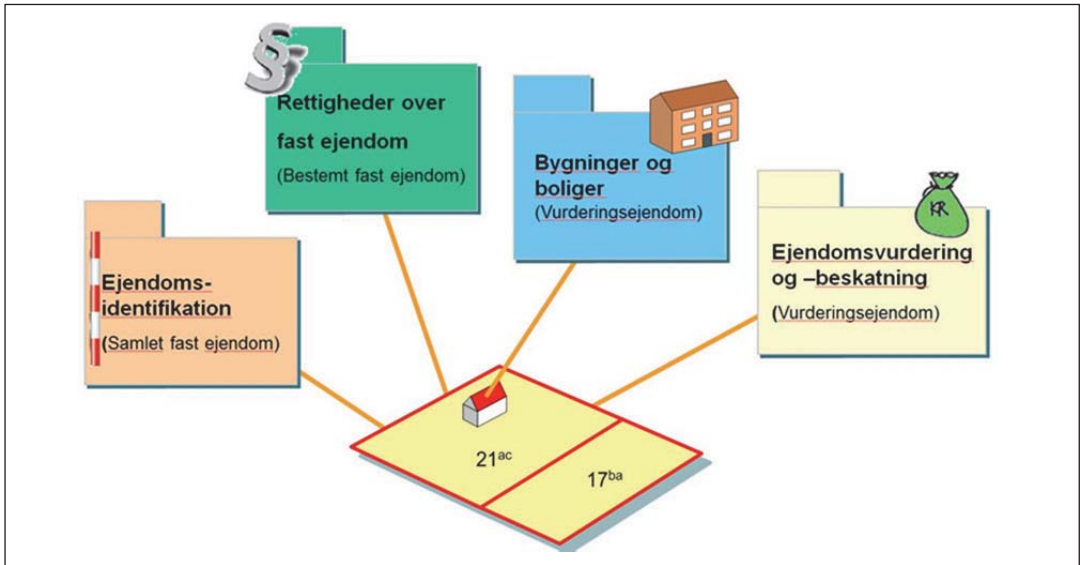 §
Rettigheder over
fast ejendom
(Bestemt fast ejendom)
Bygninger og
boliger
(Vurderingsejendom)
KR
Ejendomsvurdering
og –beskatning
(Vurderingsejendom)
Ejendoms-
identifikation
(Samlet fast ejendom)
21ac
17ba